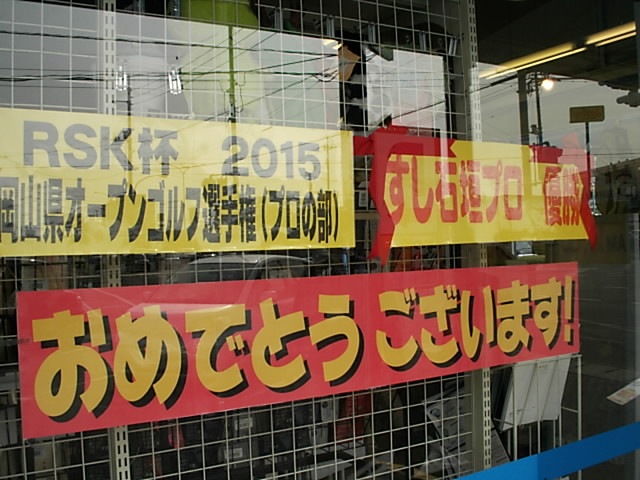 RSK杯 2015
岡山県オープンゴルフ選手権(プロの部)
すし石垣プロ 優勝
おめでとうございます!